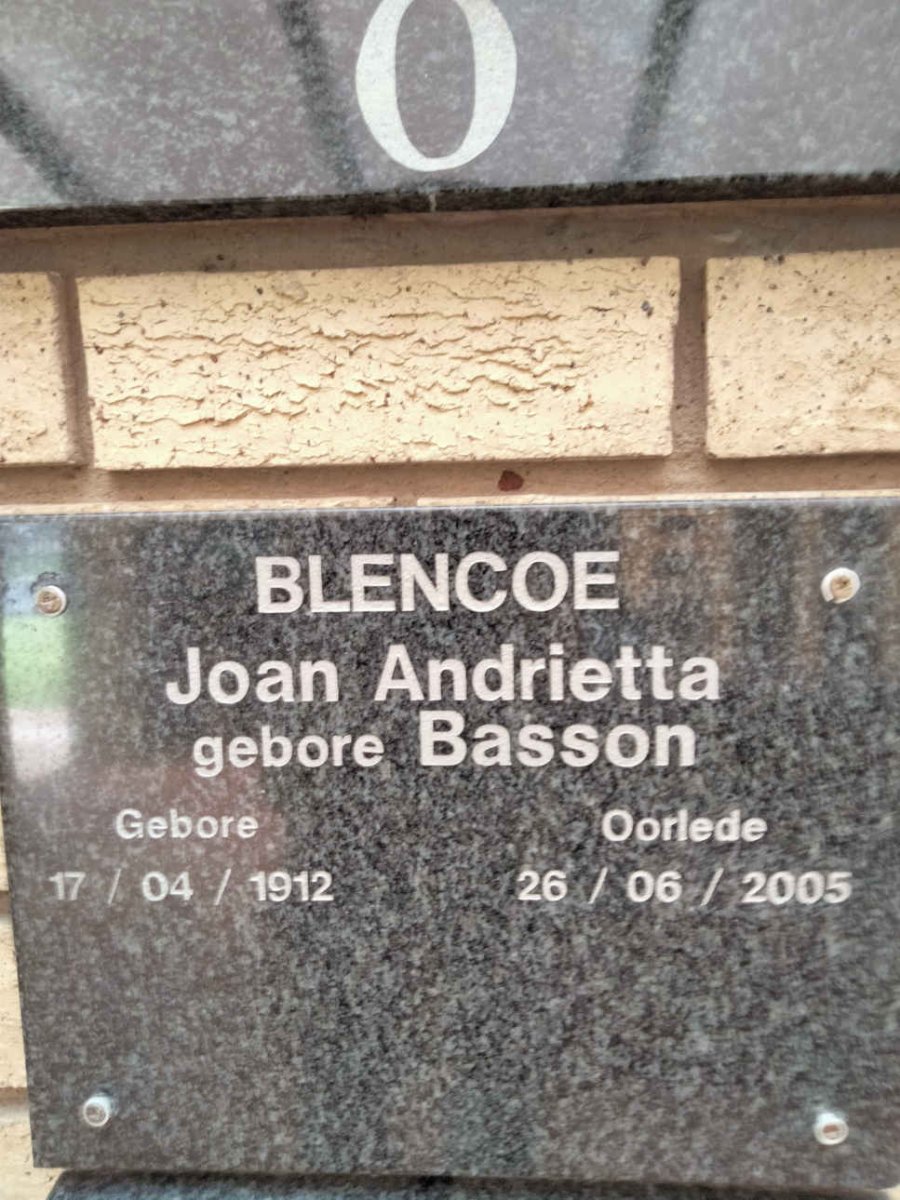 O
BLENCOE
Joan Andrietta
gebore Basson
Gebore Oorlede
17 / 04 / 1912 26 / 06 / 2005